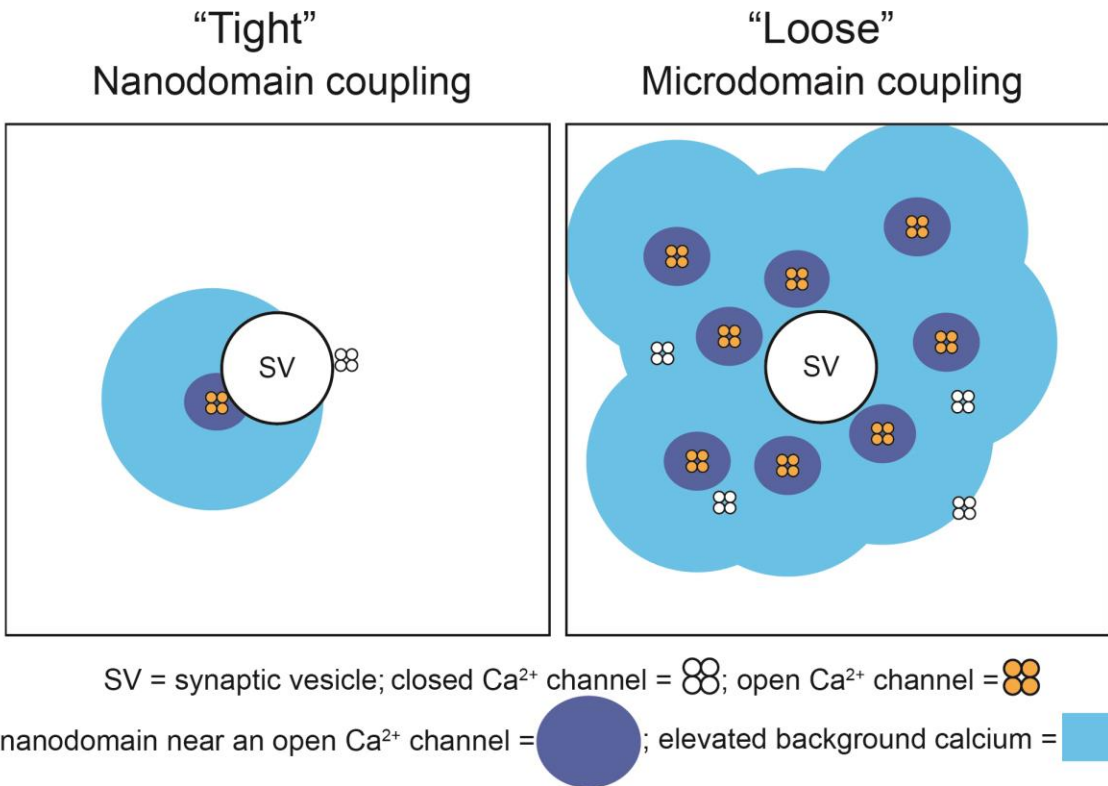 “Tight”
Nanodomain coupling
“Loose”
Microdomain coupling
SV
SV
SV = synaptic vesicle; closed Ca²⁺ channel = ; open Ca²⁺ channel =
nanodomain near an open Ca²⁺ channel = ; elevated background calcium =